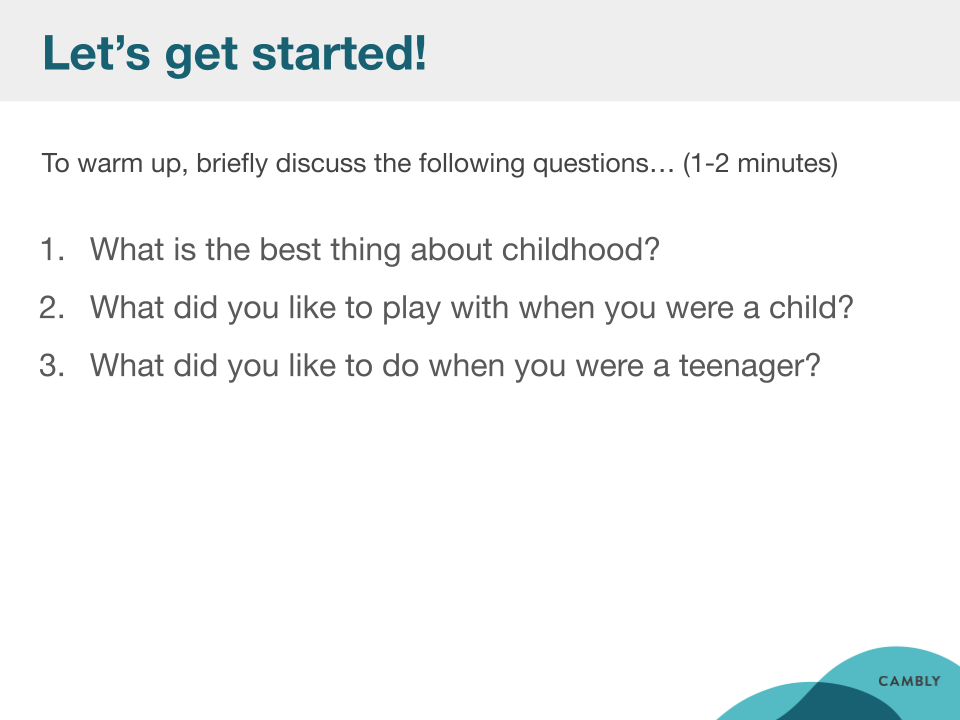 Let’s get started!
To warm up, briefly discuss the following questions… (1-2 minutes)
1. What is the best thing about childhood?
2. What did you like to play with when you were a child?
3. What did you like to do when you were a teenager?
CAMBLY